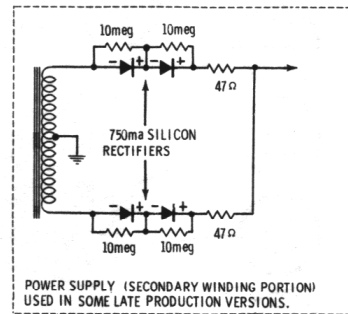 10meg 10meg
- + - +
47Ω
750ma SILICON
RECTIFIERS
- + - +
10meg 10meg
47Ω
POWER SUPPLY (SECONDARY WINDING PORTION)
USED IN SOME LATE PRODUCTION VERSIONS.